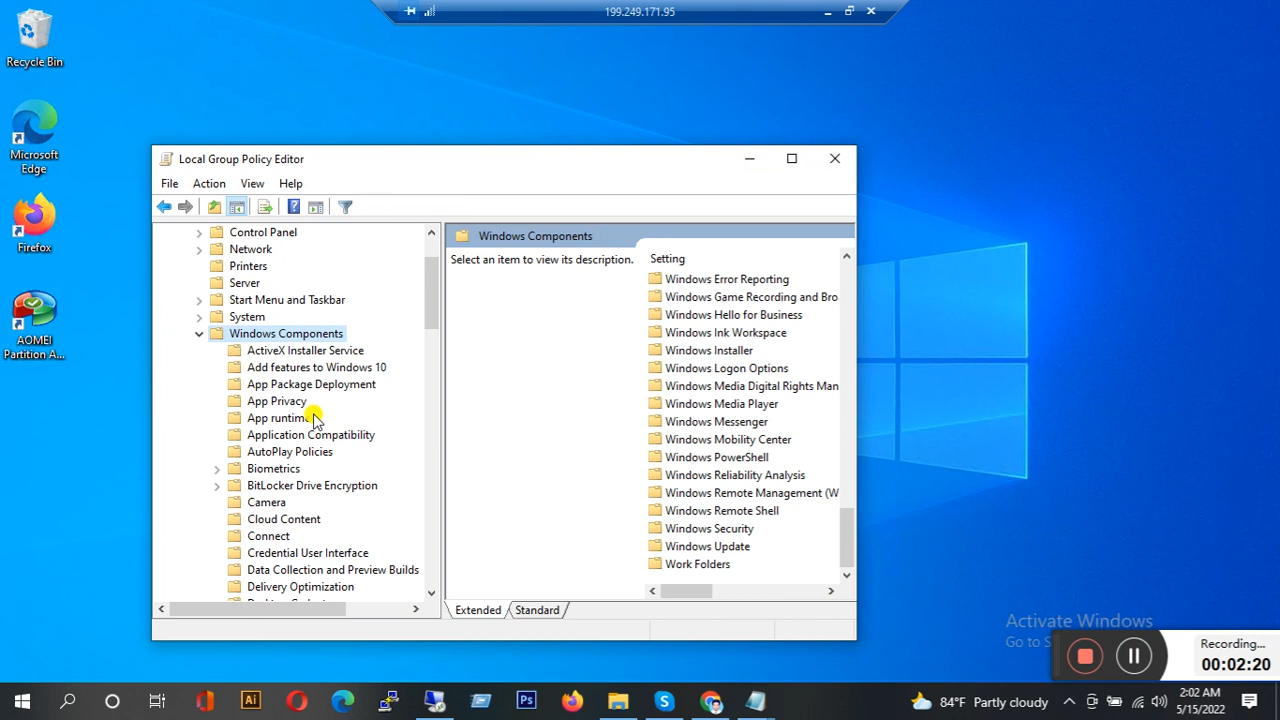 199.249.171.95
Recycle Bin
Microsoft
Edge
Firefox
AOMEI
Partition A...
Local Group Policy Editor
File
Action
View
Help
Control Panel
Network
Printers
Server
Start Menu and Taskbar
System
Windows Components
ActiveX Installer Service
Add features to Windows 10
App Package Deployment
App Privacy
App runtime
Application Compatibility
AutoPlay Policies
Biometrics
BitLocker Drive Encryption
Camera
Cloud Content
Connect
Credential User Interface
Data Collection and Preview Builds
Delivery Optimization
Windows Components
Select an item to view its description.
Setting
Windows Error Reporting
Windows Game Recording and Bro
Windows Hello for Business
Windows Ink Workspace
Windows Installer
Windows Logon Options
Windows Media Digital Rights Man
Windows Media Player
Windows Messenger
Windows Mobility Center
Windows PowerShell
Windows Reliability Analysis
Windows Remote Management (W
Windows Remote Shell
Windows Security
Windows Update
Work Folders
Extended
Standard
Activate Windows
Go to S
Recording...
00:02:20
Ai
Ps
84°F Partly cloudy
2:02 AM
5/15/2022